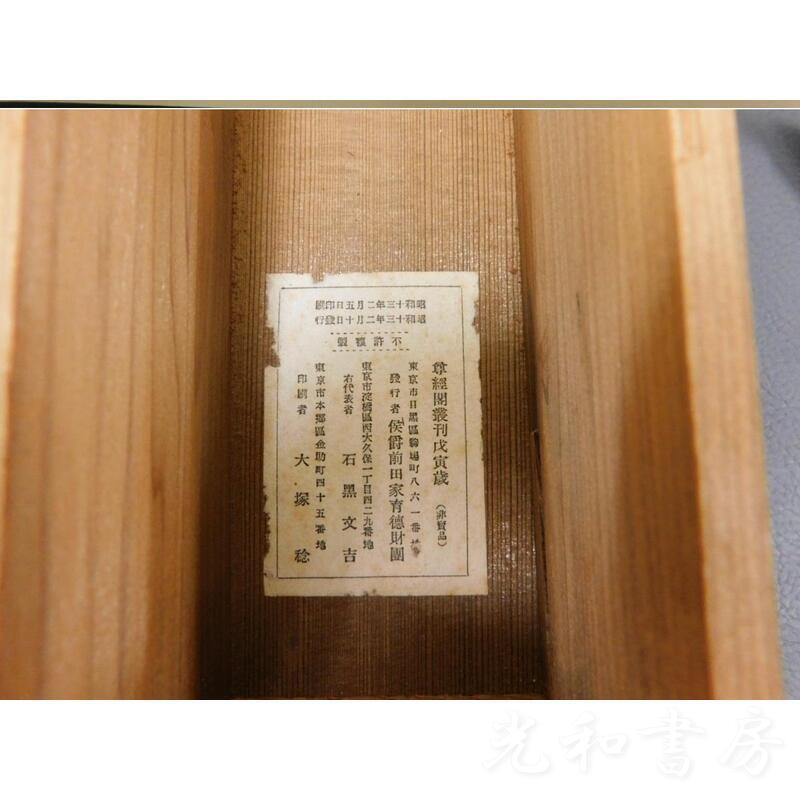 昭和十三年二月五日印刷
昭和十三年二月十日發行
不許複製
尊經閣叢刊戊寅歳
(非賣品)
東京市目黑區駒場町八六一番地
發行者 侯爵前田家育德財團
東京市淀橋區西大久保一丁目四二九番地
右代表者 石黑文吉
東京市本鄕區金助町四十五番地
印刷者 大塚稔
光和書房